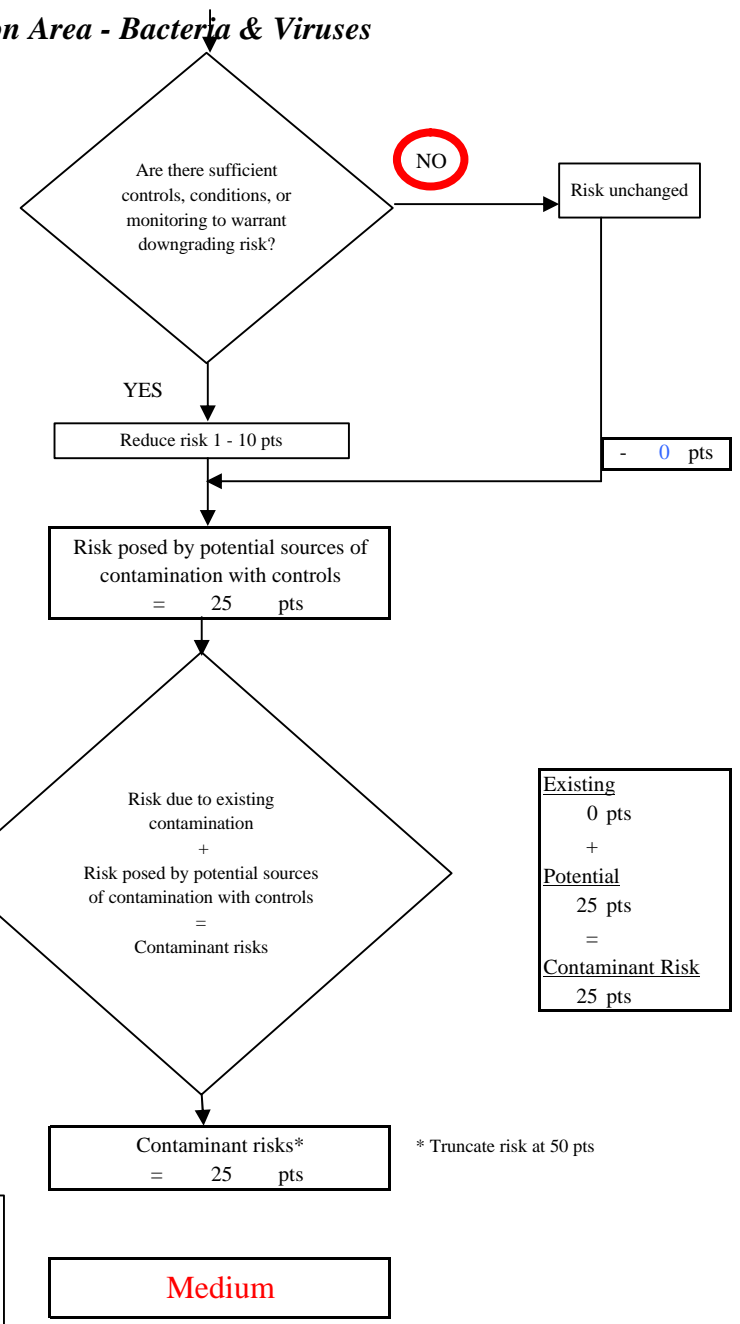 on Area - Bacteria & Viruses
Are there sufficient
controls, conditions, or
monitoring to warrant
downgrading risk?
NO
Risk unchanged
YES
Reduce risk 1 - 10 pts
- 0 pts
Risk posed by potential sources of
contamination with controls
= 25 pts
Risk due to existing
contamination
+
Risk posed by potential sources
of contamination with controls
=
Contaminant risks
Existing
0 pts
+
Potential
25 pts
=
Contaminant Risk
25 pts
Contaminant risks*
= 25 pts
* Truncate risk at 50 pts
Medium